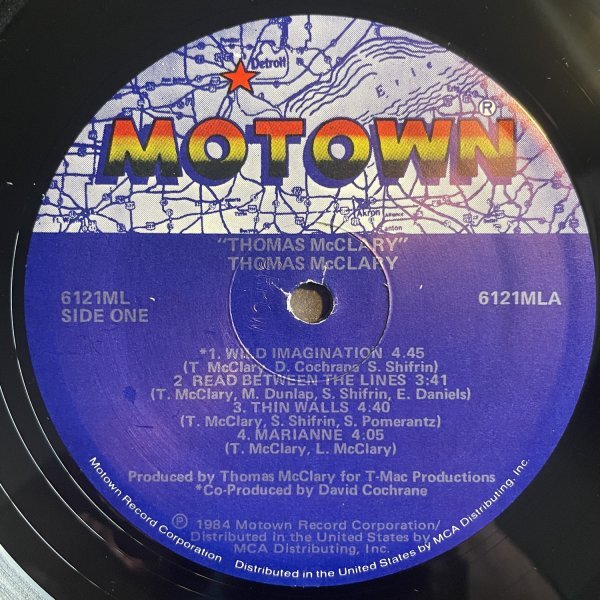 Detroit
Erie
MOTOWN®
Akron
Canton
"THOMAS McCLARY"
THOMAS McCLARY
6121ML
SIDE ONE
6121MLA
*1. WILD IMAGINATION 4.45
(T. McClary, D. Cochrane S. Shifrin)
2. READ BETWEEN THE LINES 3:41
(T. McClary, M. Dunlap, S. Shifrin, E. Daniels)
3. THIN WALLS 4:40
(T. McClary, S. Shifrin, S. Pomerantz)
4. MARIANNE 4:05
(T. McClary, L. McClary)
Produced by Thomas McClary for T-Mac Productions
*Co-Produced by David Cochrane
℗ 1984 Motown Record Corporation/
Distributed in the United States by
MCA Distributing, Inc.
Motown Record Corporation Distributed in the United States by MCA Distributing, Inc.